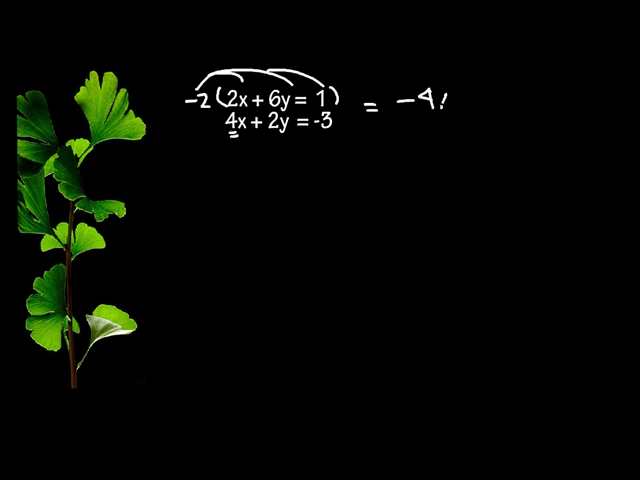 -2(2x + 6y = 1) = -4
4x + 2y = -3